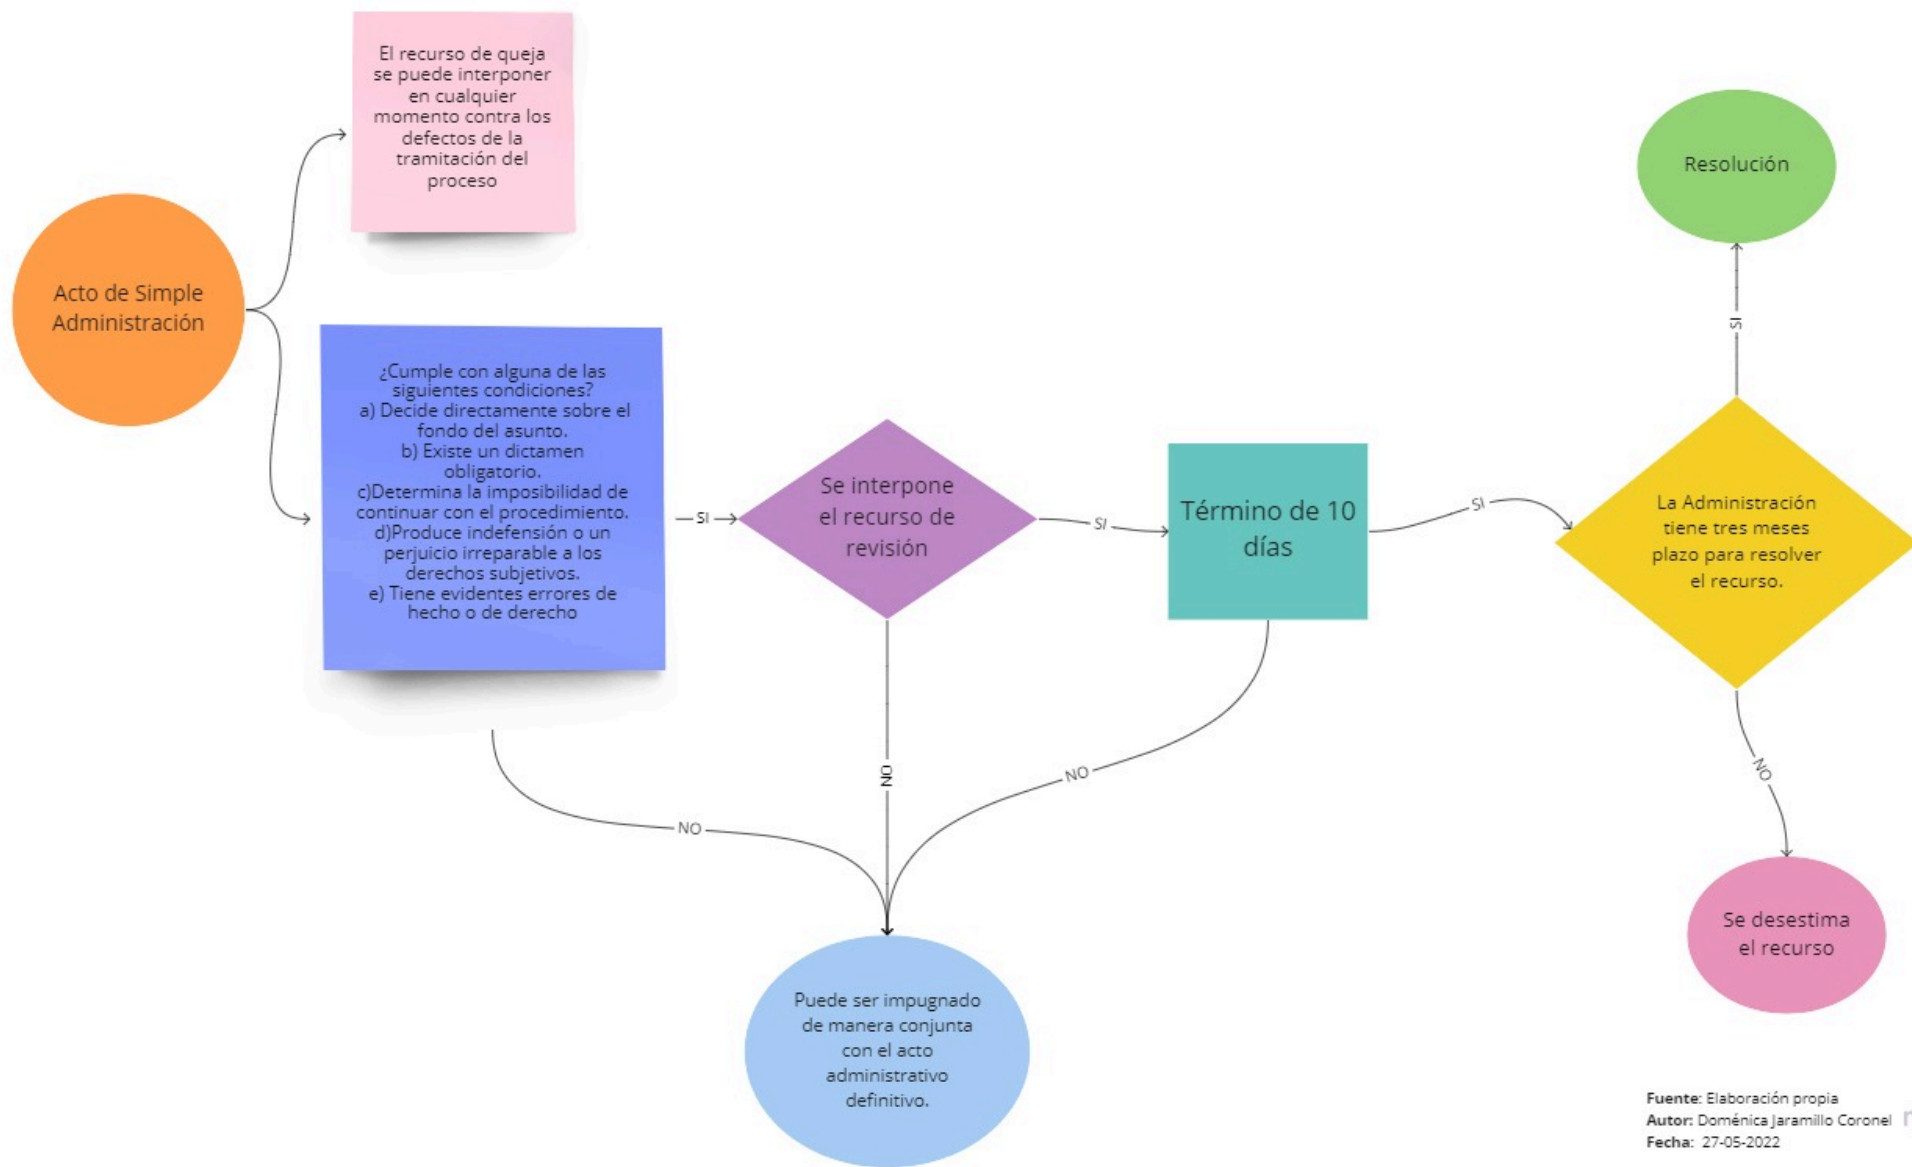 El recurso de queja
se puede interponer
en cualquier
momento contra los
defectos de la
tramitación del
proceso
Acto de Simple
Administración
¿Cumple con alguna de las
siguientes condiciones?
a) Decide directamente sobre el
fondo del asunto.
b) Existe un dictamen
obligatorio.
c)Determina la imposibilidad de
continuar con el procedimiento.
d)Produce indefensión o un
perjuicio irreparable a los
derechos subjetivos.
e) Tiene evidentes errores de
hecho o de derecho
SI
NO
Se interpone
el recurso de
revisión
SI
NO
Término de 10
días
SI
NO
La Administración
tiene tres meses
plazo para resolver
el recurso.
SI
Resolución
NO
Se desestima
el recurso
Puede ser impugnado
de manera conjunta
con el acto
administrativo
definitivo.
Fuente: Elaboración propia
Autor: Doménica Jaramillo Coronel
Fecha: 27-05-2022